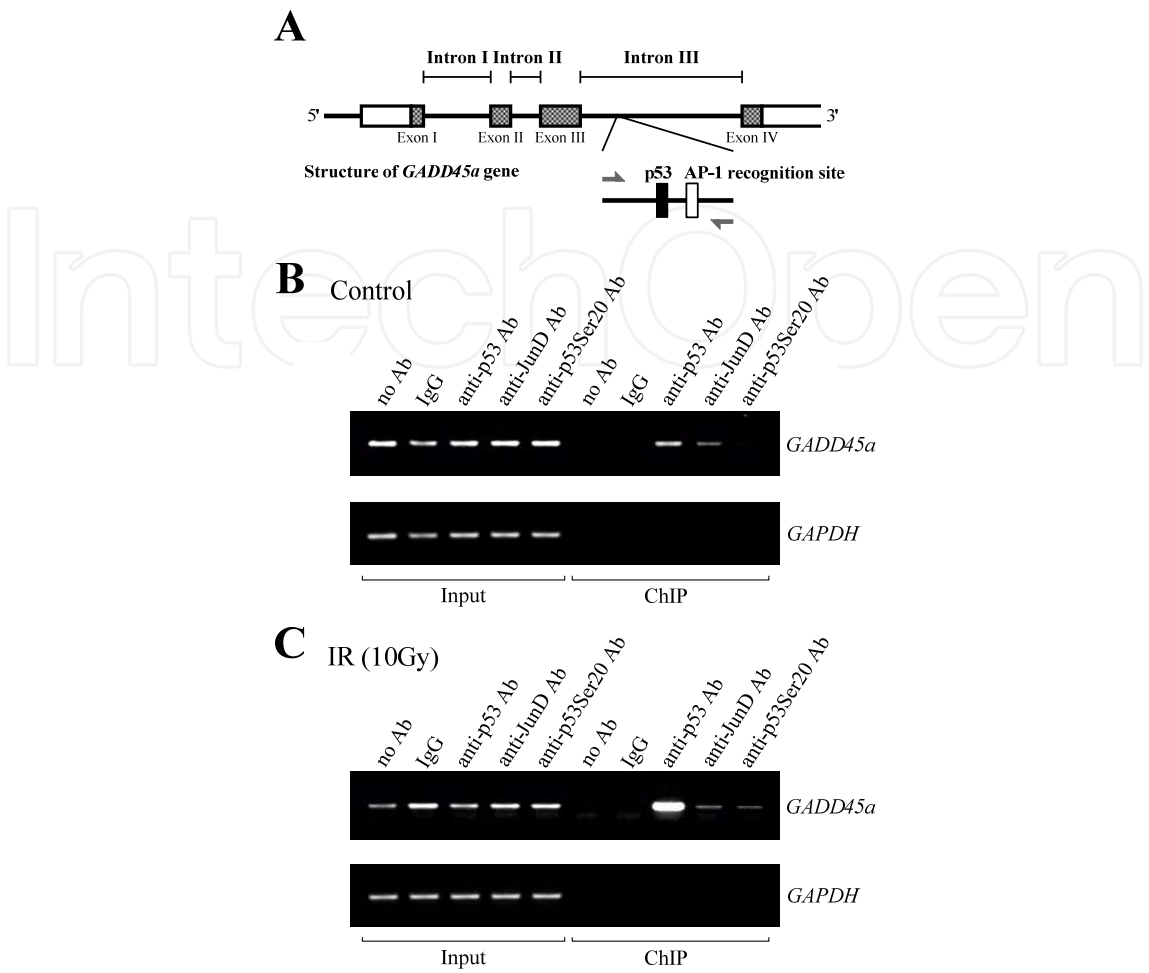 A
Intron I Intron II Intron III
5' 3'
Exon I Exon II Exon III Exon IV
Structure of GADD45a gene
p53 AP-1 recognition site
IntechOpen
B Control
no Ab IgG anti-p53 Ab anti-JunD Ab anti-p53Ser20 Ab no Ab IgG anti-p53 Ab anti-JunD Ab anti-p53Ser20 Ab
GADD45a
GAPDH
Input ChIP
C IR (10Gy)
no Ab IgG anti-p53 Ab anti-JunD Ab anti-p53Ser20 Ab no Ab IgG anti-p53 Ab anti-JunD Ab anti-p53Ser20 Ab
GADD45a
GAPDH
Input ChIP